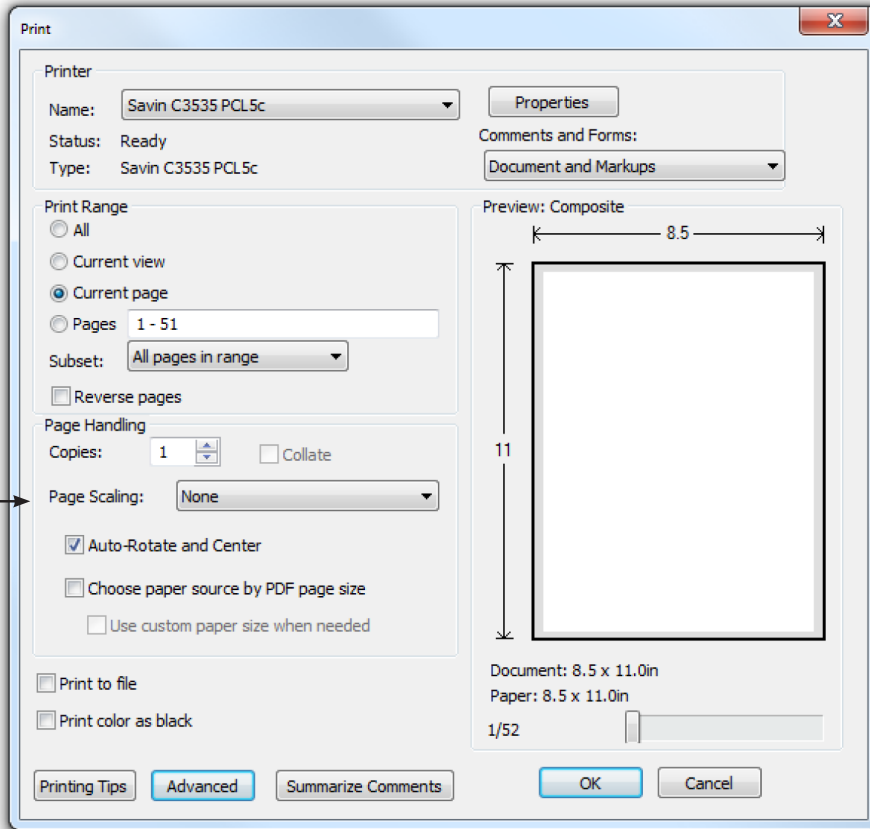 Print
Printer
Name: Savin C3535 PCL5c Properties
Status: Ready Comments and Forms:
Type: Savin C3535 PCL5c Document and Markups
Print Range
All
Current view
Current page
Pages 1 - 51
Subset: All pages in range
Reverse pages
Page Handling
Copies: 1 Collate
Page Scaling: None
Auto-Rotate and Center
Choose paper source by PDF page size
Use custom paper size when needed
Print to file
Print color as black
Preview: Composite
8.5
11
Document: 8.5 x 11.0in
Paper: 8.5 x 11.0in
1/52
Printing Tips Advanced Summarize Comments OK Cancel